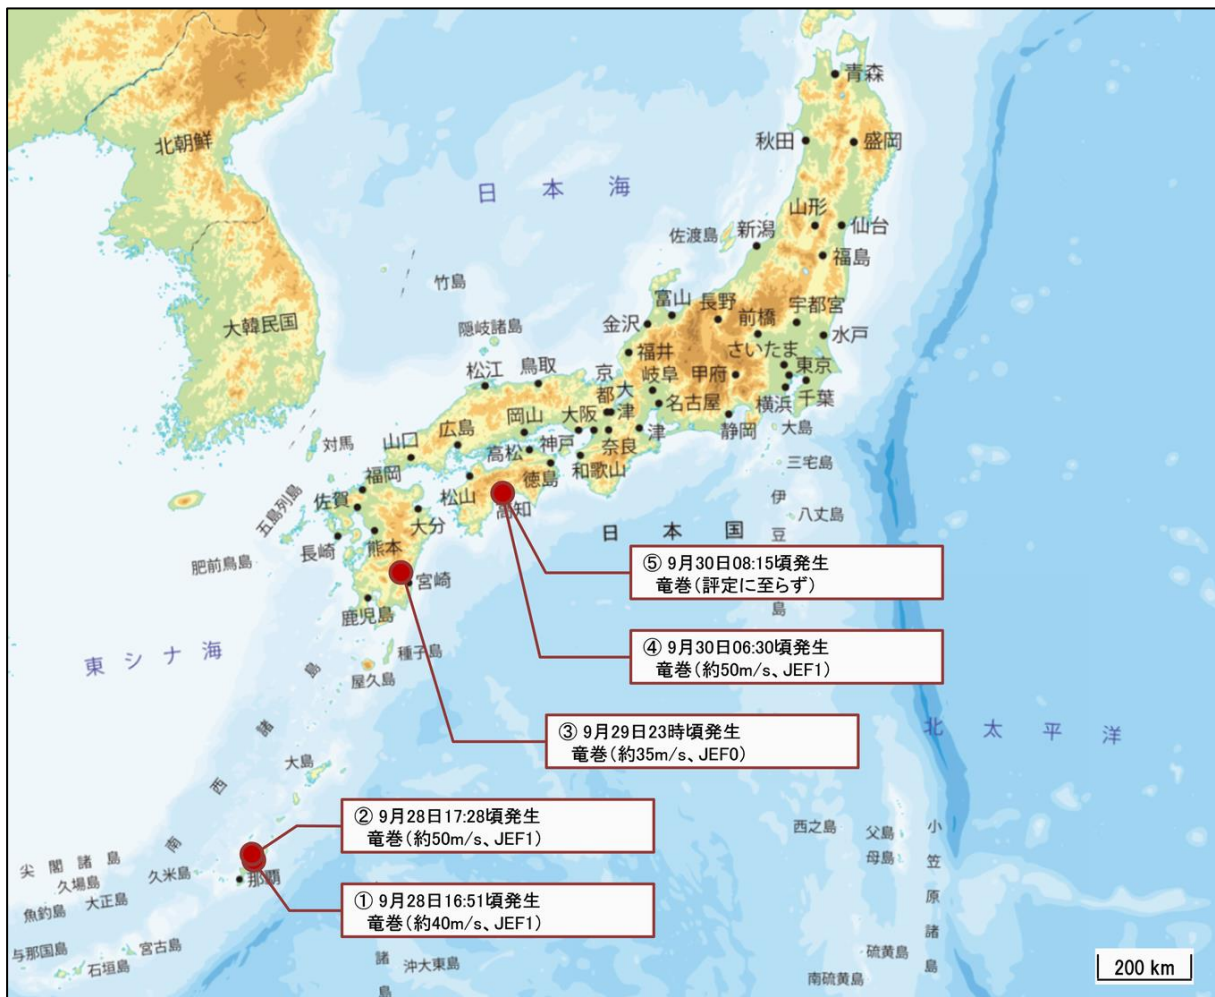 青森
秋田
盛岡
北朝鮮
日本海
山形
仙台
佐渡島
新潟
福島
竹島
富山
長野
宇都宮
大韓民国
隠岐諸島
金沢
前橋
水戸
福井
さいたま
松江
鳥取
京都
大津
岐阜
甲府
東京
岡山
大阪
名古屋
横浜
千葉
対馬
山口
広島
神戸
奈良
津
静岡
大島
高松
和歌山
三宅島
福岡
徳島
五島列島
佐賀
松山
高知
伊豆
八丈島
大分
日本国
長崎
熊本
肥前鳥島
⑤ 9月30日08:15頃発生
竜巻(評定に至らず)
宮崎
島
鹿児島
東シナ海
種子島
④ 9月30日06:30頃発生
竜巻(約50m/s、JEF1)
屋久島
③ 9月29日23時頃発生
竜巻(約35m/s、JEF0)
北太平洋
南西諸島
大島
② 9月28日17:28頃発生
竜巻(約50m/s、JEF1)
西之島
父島
母島
小笠原諸島
尖閣諸島
久場島
久米島
那覇
魚釣島
大正島
① 9月28日16:51頃発生
竜巻(約40m/s、JEF1)
与那国島
宮古島
石垣島
諸島
沖大東島
硫黄島
南硫黄島
200 km